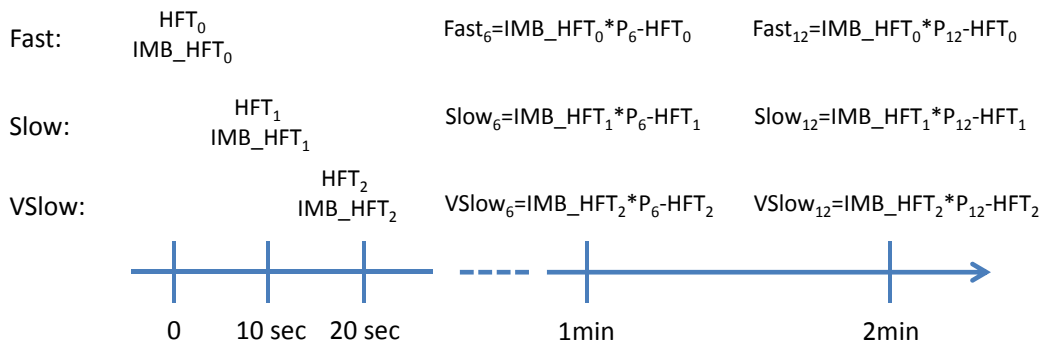 Fast: HFT₀ Fast₆=IMB_HFT₀*P₆-HFT₀ Fast₁₂=IMB_HFT₀*P₁₂-HFT₀
IMB_HFT₀
Slow: HFT₁ Slow₆=IMB_HFT₁*P₆-HFT₁ Slow₁₂=IMB_HFT₁*P₁₂-HFT₁
IMB_HFT₁
VSlow: HFT₂ VSlow₆=IMB_HFT₂*P₆-HFT₂ VSlow₁₂=IMB_HFT₂*P₁₂-HFT₂
IMB_HFT₂
0 10 sec 20 sec 1min 2min